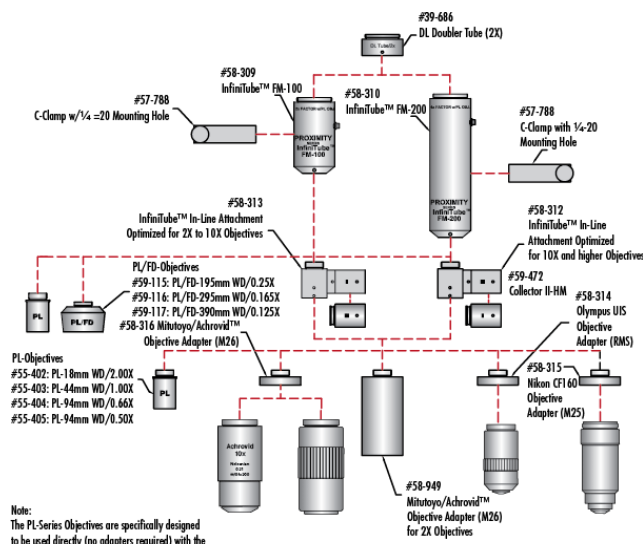 #39-686
DL Doubler Tube (2X)
DL Tube/2x
#58-309
InfiniTube™ FM-100
#58-310
InfiniTube™ FM-200
#57-788
C-Clamp w/¼ =20 Mounting Hole
PROXIMITY
InfiniTube™
FM-100
#57-788
C-Clamp with ¼-20
Mounting Hole
PROXIMITY
InfiniTube™
FM-200
#58-313
InfiniTube™ In-Line Attachment
Optimized for 2X to 10X Objectives
#58-312
InfiniTube™ In-Line
Attachment Optimized
for 10X and higher Objectives
#59-472
Collector II-HM
PL
PL/FD
PL/FD-Objectives
#59-115: PL/FD-195mm WD/0.25X
#59-116: PL/FD-295mm WD/0.165X
#59-117: PL/FD-390mm WD/0.125X
#58-316 Mitutoyo/Achrovid™
Objective Adapter (M26)
#58-314
Olympus UIS
Objective
Adapter (RMS)
#58-315
Nikon CF160
Objective
Adapter (M25)
PL-Objectives
#55-402: PL-18mm WD/2.00X
#55-403: PL-44mm WD/1.00X
#55-404: PL-94mm WD/0.66X
#55-405: PL-94mm WD/0.50X
PL
Achrovid
10x
#58-949
Mitutoyo/Achrovid™
Objective Adapter (M26)
for 2X Objectives
Note:
The PL-Series Objectives are specifically designed
to be used directly (no adapters required) with the